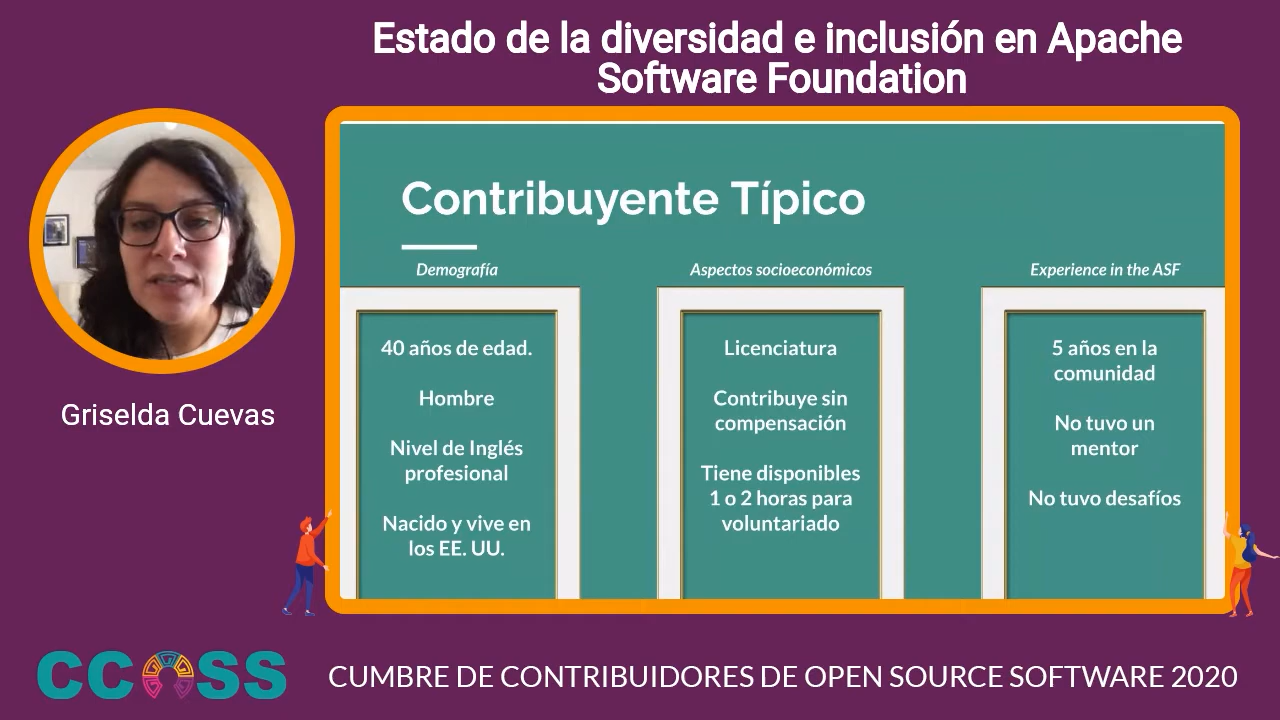 Estado de la diversidad e inclusión en Apache
Software Foundation
Griselda Cuevas
Contribuyente Típico
Demografía
40 años de edad.
Hombre
Nivel de Inglés
profesional
Nacido y vive en
los EE. UU.
Aspectos socioeconómicos
Licenciatura
Contribuye sin
compensación
Tiene disponibles
1 o 2 horas para
voluntariado
Experience in the ASF
5 años en la
comunidad
No tuvo un
mentor
No tuvo desafíos
CCOSS
CUMBRE DE CONTRIBUIDORES DE OPEN SOURCE SOFTWARE 2020